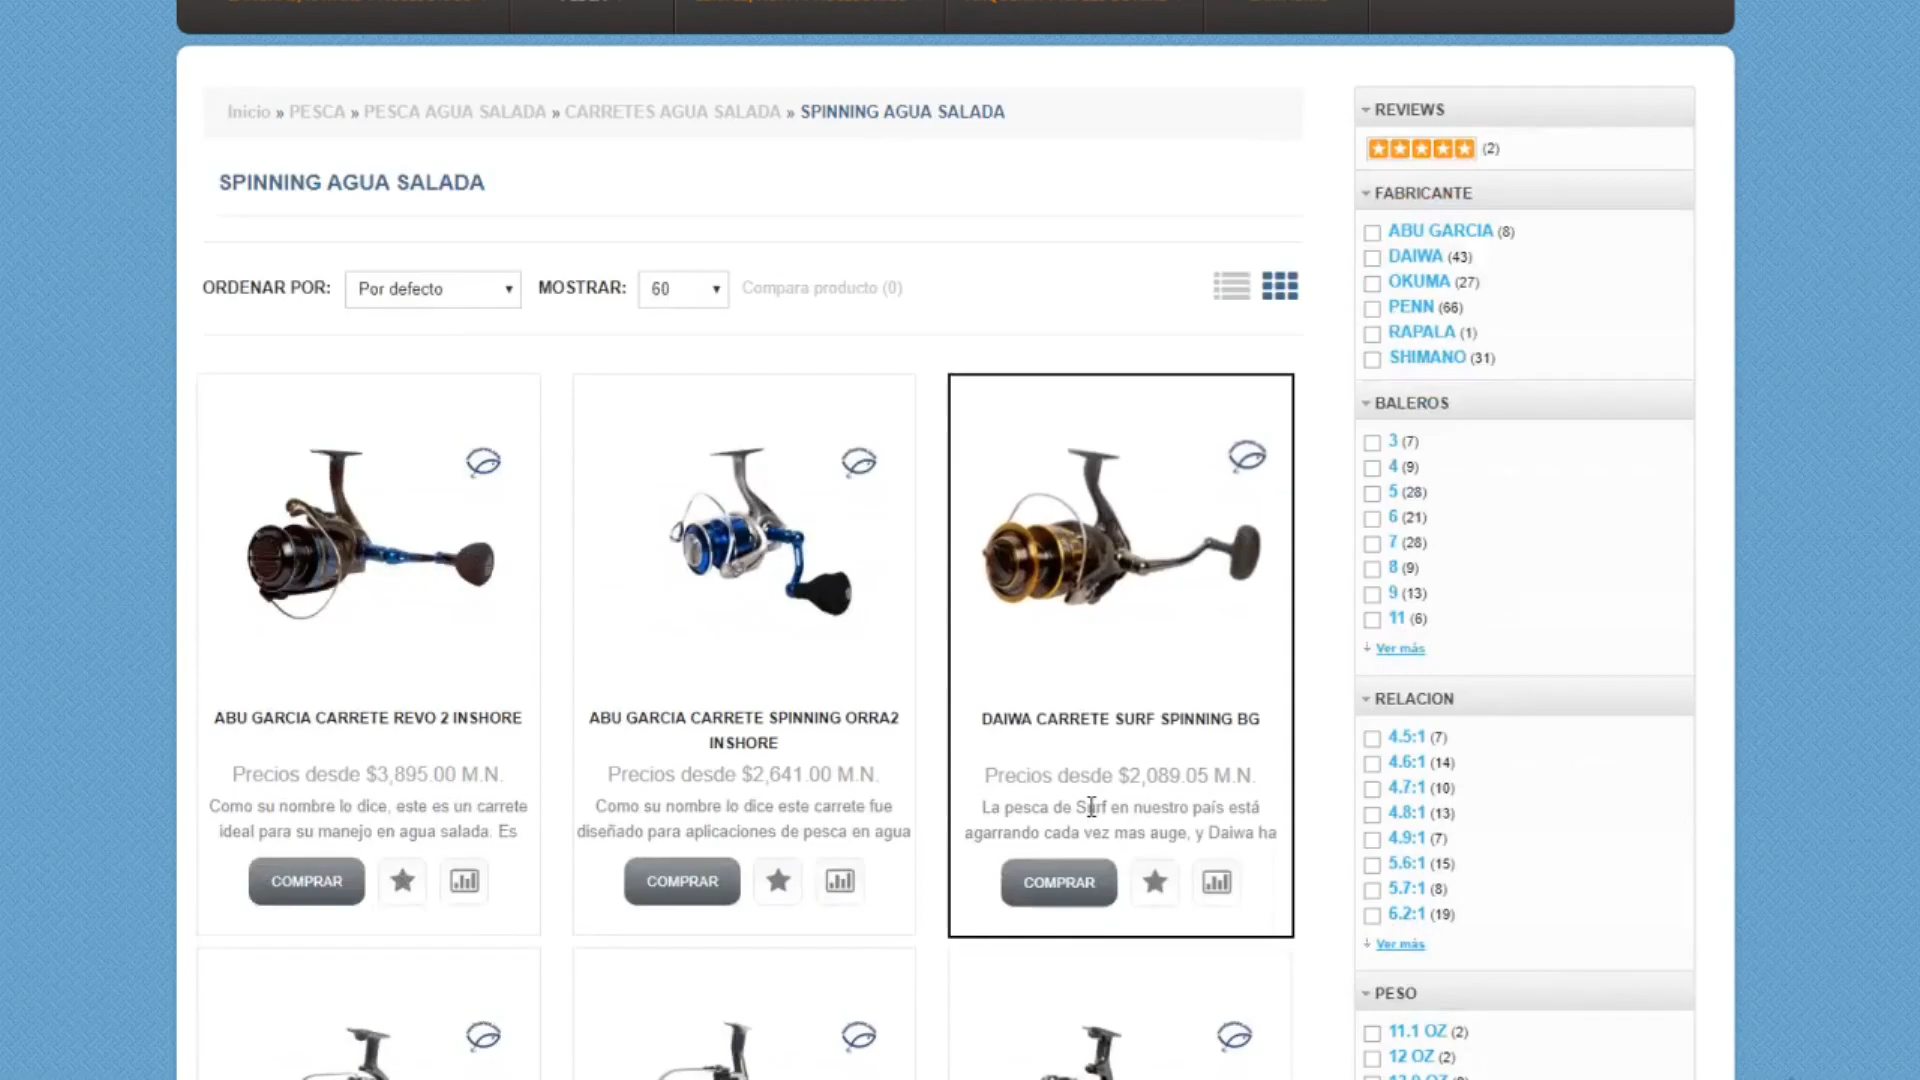 Inicio » PESCA » PESCA AGUA SALADA » CARRETES AGUA SALADA » SPINNING AGUA SALADA
SPINNING AGUA SALADA
ORDENAR POR: Por defecto MOSTRAR: 60 Compara producto (0)
ABU GARCIA CARRETE REVO 2 INSHORE
Precios desde $3,895.00 M.N.
Como su nombre lo dice, este es un carrete
ideal para su manejo en agua salada. Es
COMPRAR
ABU GARCIA CARRETE SPINNING ORRA2
INSHORE
Precios desde $2,641.00 M.N.
Como su nombre lo dice este carrete fue
diseñado para aplicaciones de pesca en agua
COMPRAR
DAIWA CARRETE SURF SPINNING BG
Precios desde $2,089.05 M.N.
La pesca de Surf en nuestro país está
agarrando cada vez mas auge, y Daiwa ha
COMPRAR
REVIEWS
(2)
FABRICANTE
ABU GARCIA (8)
DAIWA (43)
OKUMA (27)
PENN (66)
RAPALA (1)
SHIMANO (31)
BALEROS
3 (7)
4 (9)
5 (28)
6 (21)
7 (28)
8 (9)
9 (13)
11 (6)
Ver más
RELACION
4.5:1 (7)
4.6:1 (14)
4.7:1 (10)
4.8:1 (13)
4.9:1 (7)
5.6:1 (15)
5.7:1 (8)
6.2:1 (19)
Ver más
PESO
11.1 OZ (2)
12 OZ (2)